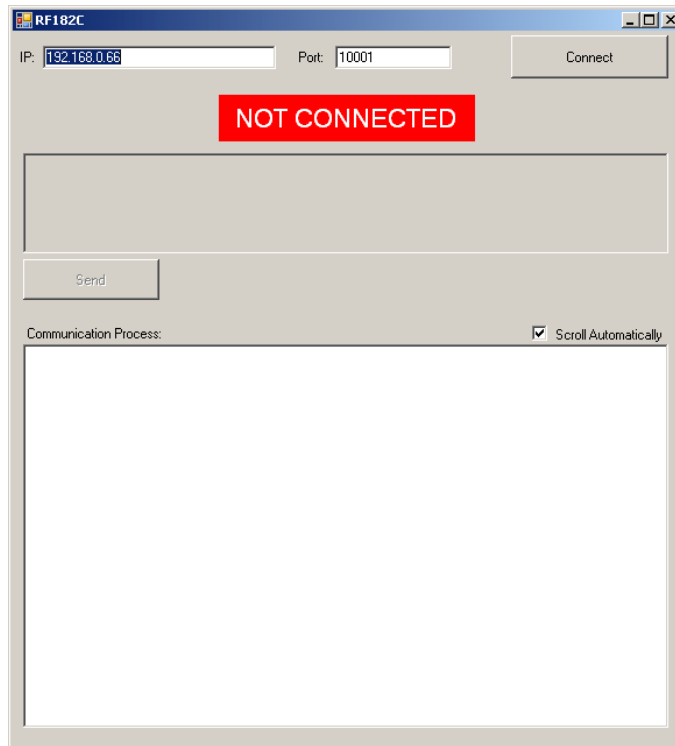 RF182C
IP: 192.168.0.66 Port: 10001 Connect
NOT CONNECTED
Send
Communication Process: Scroll Automatically